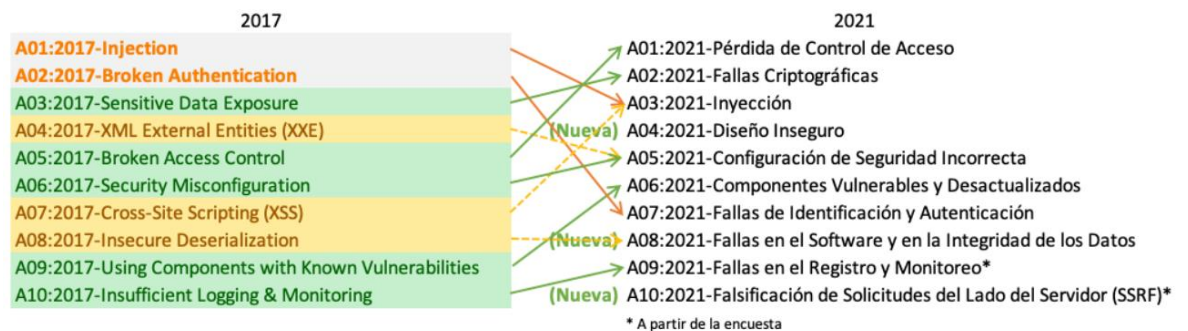 2017
A01:2017-Injection
A02:2017-Broken Authentication
A03:2017-Sensitive Data Exposure
A04:2017-XML External Entities (XXE)
A05:2017-Broken Access Control
A06:2017-Security Misconfiguration
A07:2017-Cross-Site Scripting (XSS)
A08:2017-Insecure Deserialization
A09:2017-Using Components with Known Vulnerabilities
A10:2017-Insufficient Logging & Monitoring
2021
A01:2021-Pérdida de Control de Acceso
A02:2021-Fallas Criptográficas
A03:2021-Inyección
(Nueva) A04:2021-Diseño Inseguro
A05:2021-Configuración de Seguridad Incorrecta
A06:2021-Componentes Vulnerables y Desactualizados
A07:2021-Fallas de Identificación y Autenticación
(Nueva) A08:2021-Fallas en el Software y en la Integridad de los Datos
A09:2021-Fallas en el Registro y Monitoreo*
(Nueva) A10:2021-Falsificación de Solicitudes del Lado del Servidor (SSRF)*
* A partir de la encuesta